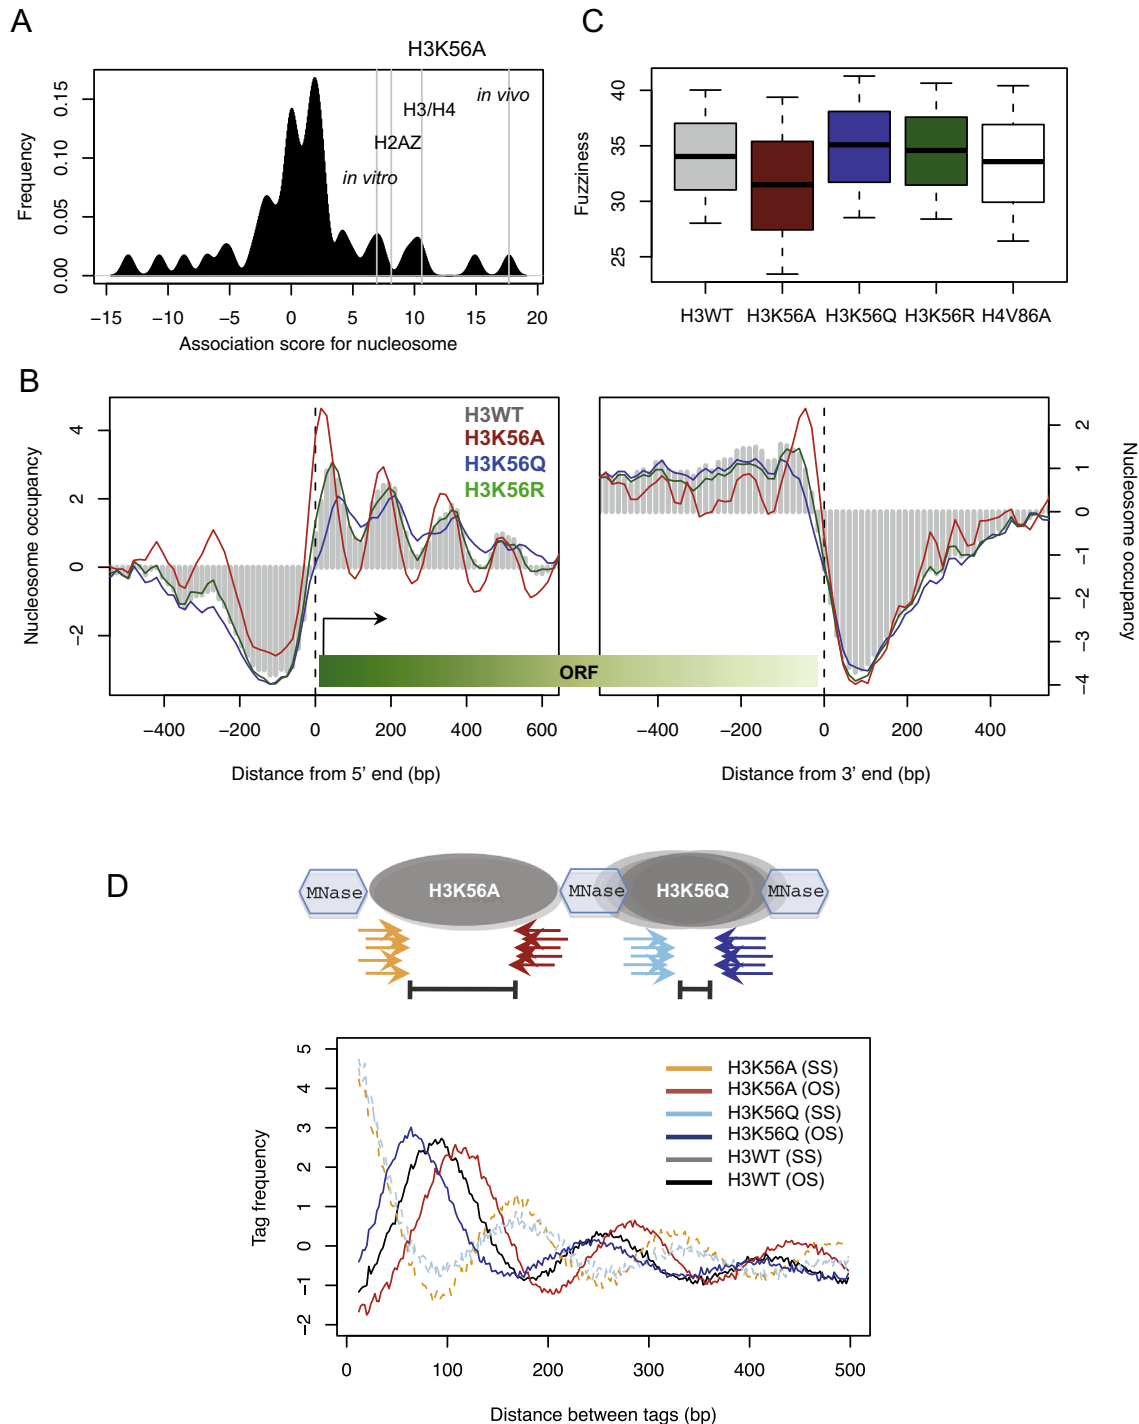 A
H3K56A
in vivo
H3/H4
H2AZ
in vitro
Frequency
0.00
0.05
0.10
0.15
−15
−10
−5
0
5
10
15
20
Association score for nucleosome
C
Fuzziness
25
30
35
40
H3WT
H3K56A
H3K56Q
H3K56R
H4V86A
B
Nucleosome occupancy
4
2
0
−2
H3WT
H3K56A
H3K56Q
H3K56R
ORF
−400
−200
0
200
400
600
Distance from 5' end (bp)
2
1
0
−1
−2
−3
−4
Nucleosome occupancy
−400
−200
0
200
400
Distance from 3' end (bp)
D
MNase
H3K56A
MNase
H3K56Q
MNase
Tag frequency
5
4
3
2
1
0
−1
−2
H3K56A (SS)
H3K56A (OS)
H3K56Q (SS)
H3K56Q (OS)
H3WT (SS)
H3WT (OS)
0
100
200
300
400
500
Distance between tags (bp)